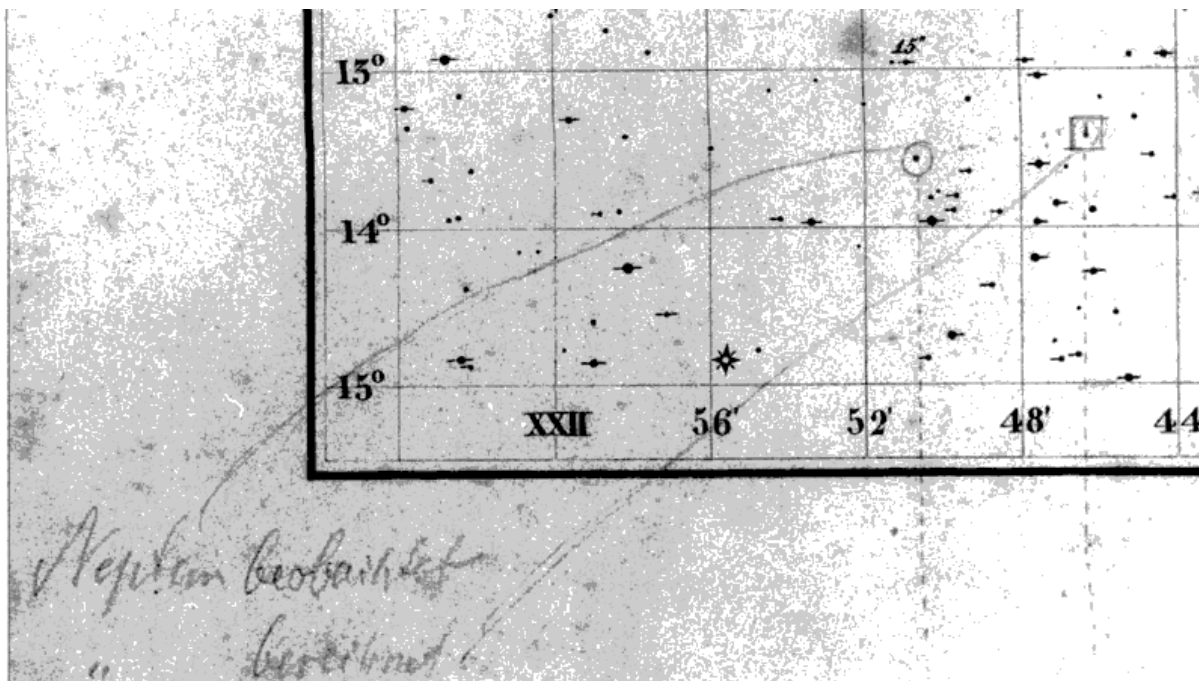 15"
13°
14°
15°
XXII 56' 52' 48' 44
Neptun beobachtet
" berechnet